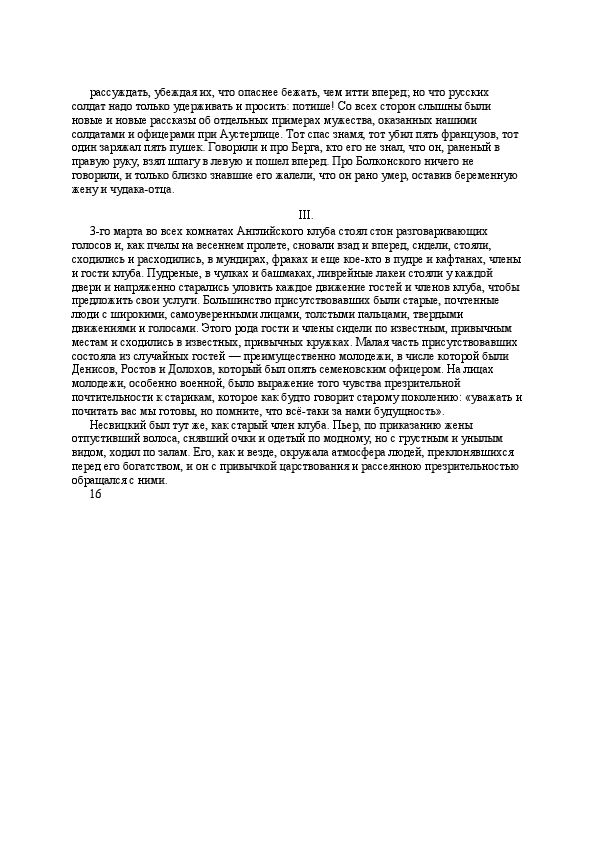 рассуждать, убеждая их, что опаснее бежать, чем итти вперед; но что русских
солдат надо только удерживать и просить: потише! Со всех сторон слышны были
новые и новые рассказы об отдельных примерах мужества, оказанных нашими
солдатами и офицерами при Аустерлице. Тот спас знамя, тот убил пять французов, тот
один заряжал пять пушек. Говорили и про Берга, кто его не знал, что он, раненый в
правую руку, взял шпагу в левую и пошел вперед. Про Болконского ничего не
говорили, и только близко знавшие его жалели, что он рано умер, оставив беременную
жену и чудака-отца.
III.
3-го марта во всех комнатах Английского клуба стоял стон разговаривающих
голосов и, как пчелы на весеннем пролете, сновали взад и вперед, сидели, стояли,
сходились и расходились, в мундирах, фраках и еще кое-кто в пудре и кафтанах, члены
и гости клуба. Пудреные, в чулках и башмаках, ливрейные лакеи стояли у каждой
двери и напряженно старались уловить каждое движение гостей и членов клуба, чтобы
предложить свои услуги. Большинство присутствовавших были старые, почтенные
люди с широкими, самоуверенными лицами, толстыми пальцами, твердыми
движениями и голосами. Этого рода гости и члены сидели по известным, привычным
местам и сходились в известных, привычных кружках. Малая часть присутствовавших
состояла из случайных гостей — преимущественно молодежи, в числе которой были
Денисов, Ростов и Долохов, который был опять семеновским офицером. На лицах
молодежи, особенно военной, было выражение того чувства презрительной
почтительности к старикам, которое как будто говорит старому поколению: «уважать и
почитать вас мы готовы, но помните, что всё-таки за нами будущность».
Несвицкий был тут же, как старый член клуба. Пьер, по приказанию жены
отпустивший волоса, снявший очки и одетый по модному, но с грустным и унылым
видом, ходил по залам. Его, как и везде, окружала атмосфера людей, преклонявшихся
перед его богатством, и он с привычкой царствования и рассеянною презрительностью
обращался с ними.
16